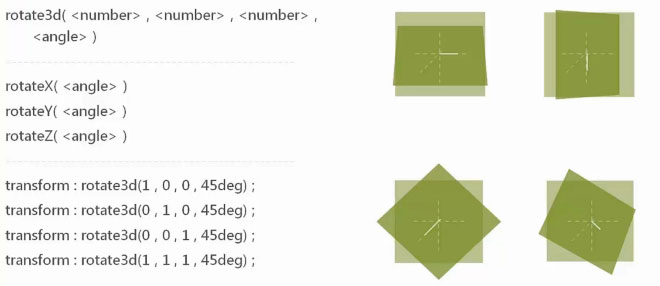 rotate3d( <number> , <number> , <number> ,
<angle> )
rotateX( <angle> )
rotateY( <angle> )
rotateZ( <angle> )
transform : rotate3d(1 , 0 , 0 , 45deg) ;
transform : rotate3d(0 , 1 , 0 , 45deg) ;
transform : rotate3d(0 , 0 , 1 , 45deg) ;
transform : rotate3d(1 , 1 , 1 , 45deg) ;